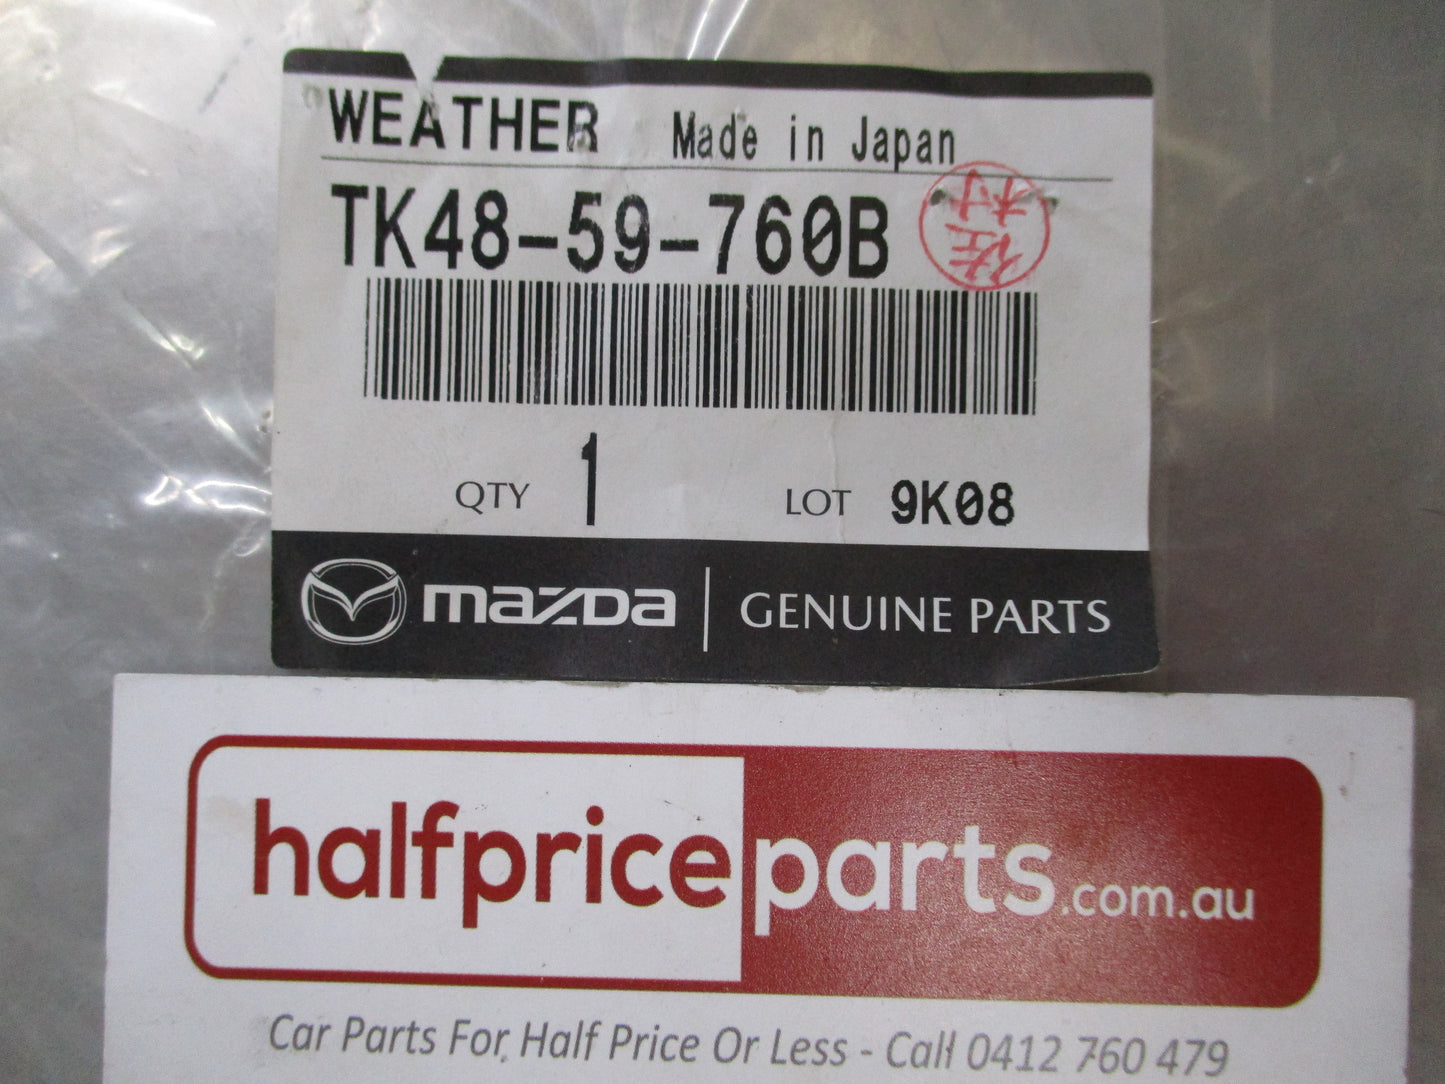 WEATHER Made in Japan
TK48-59-760B
QTY 1 LOT 9K08
mazda GENUINE PARTS
halfpriceparts.com.au
Car Parts For Half Price Or Less - Call 0412 760 479